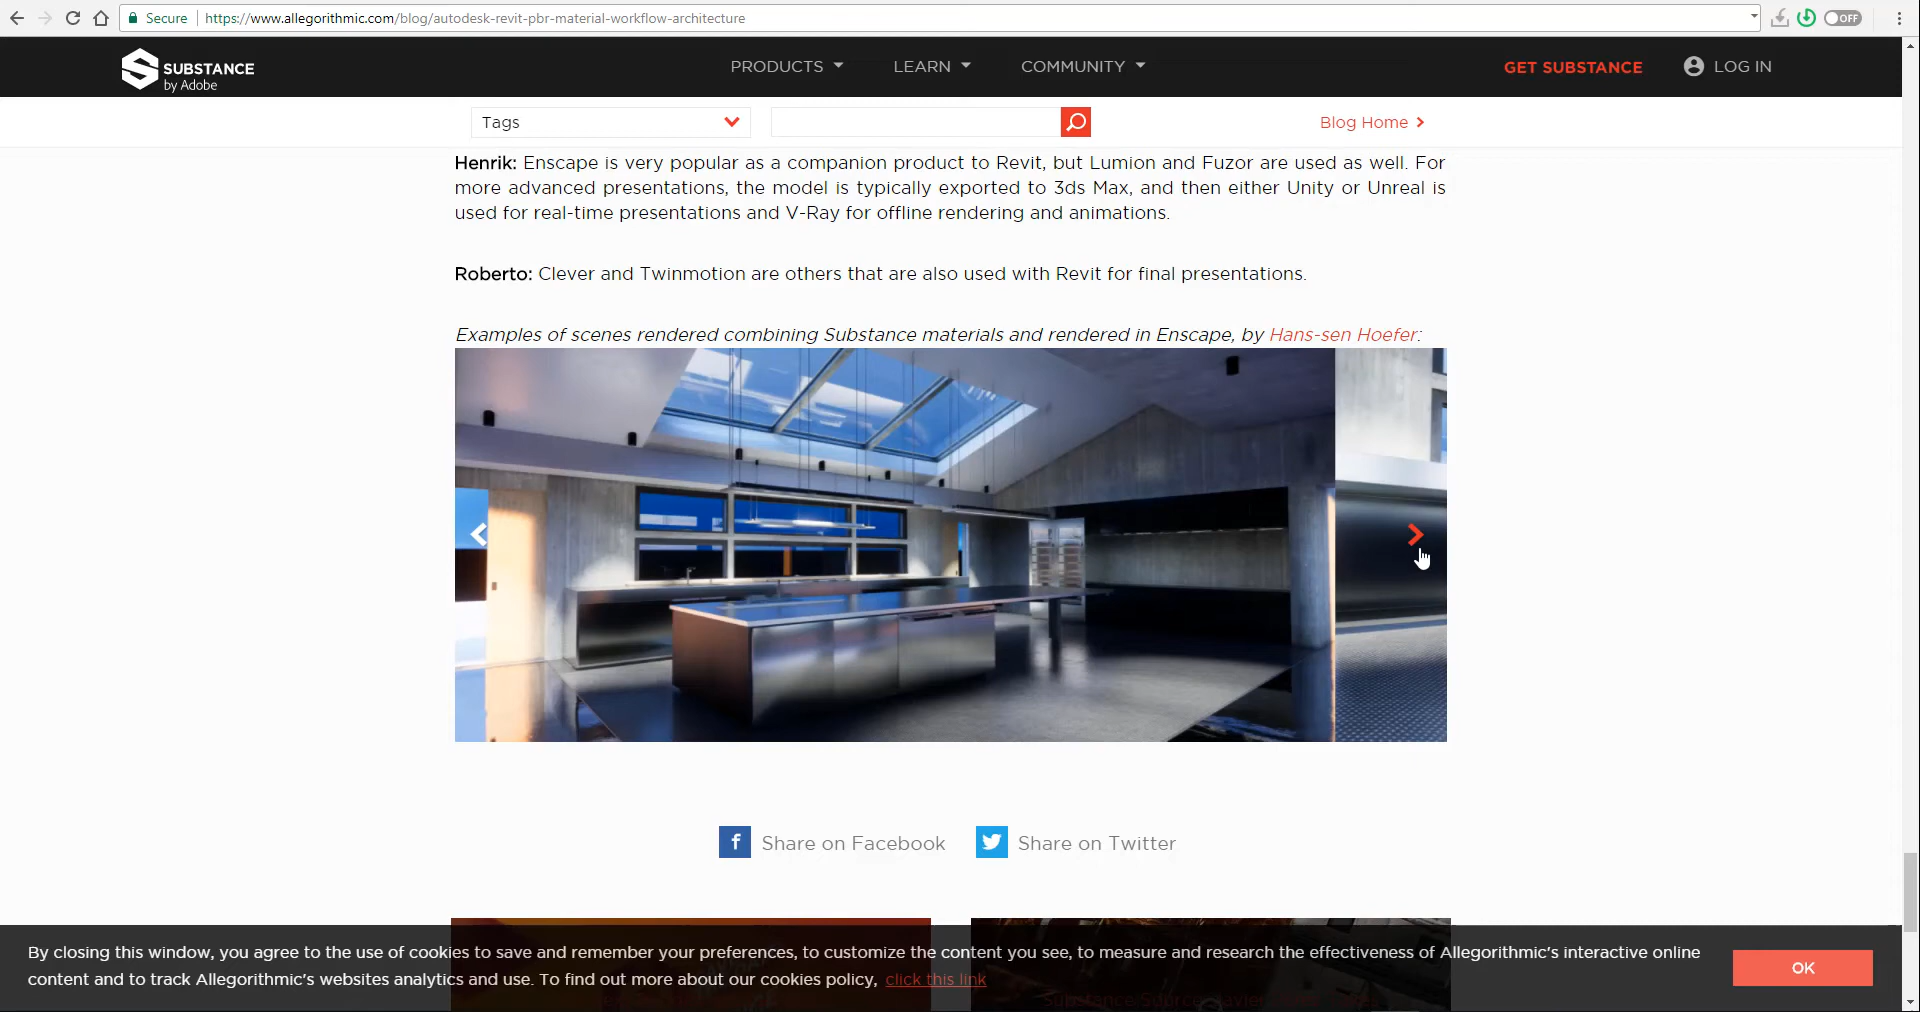 Secure
https://www.allegorithmic.com/blog/autodesk-revit-pbr-material-workflow-architecture
OFF
SUBSTANCE
by Adobe
PRODUCTS
LEARN
COMMUNITY
GET SUBSTANCE
LOG IN
Tags
Blog Home
Henrik: Enscape is very popular as a companion product to Revit, but Lumion and Fuzor are used as well. For
more advanced presentations, the model is typically exported to 3ds Max, and then either Unity or Unreal is
used for real-time presentations and V-Ray for offline rendering and animations.
Roberto: Clever and Twinmotion are others that are also used with Revit for final presentations.
Examples of scenes rendered combining Substance materials and rendered in Enscape, by Hans-sen Hoefer:
Share on Facebook
Share on Twitter
By closing this window, you agree to the use of cookies to save and remember your preferences, to customize the content you see, to measure and research the effectiveness of Allegorithmic's interactive online
content and to track Allegorithmic's websites analytics and use. To find out more about our cookies policy, click this link
OK